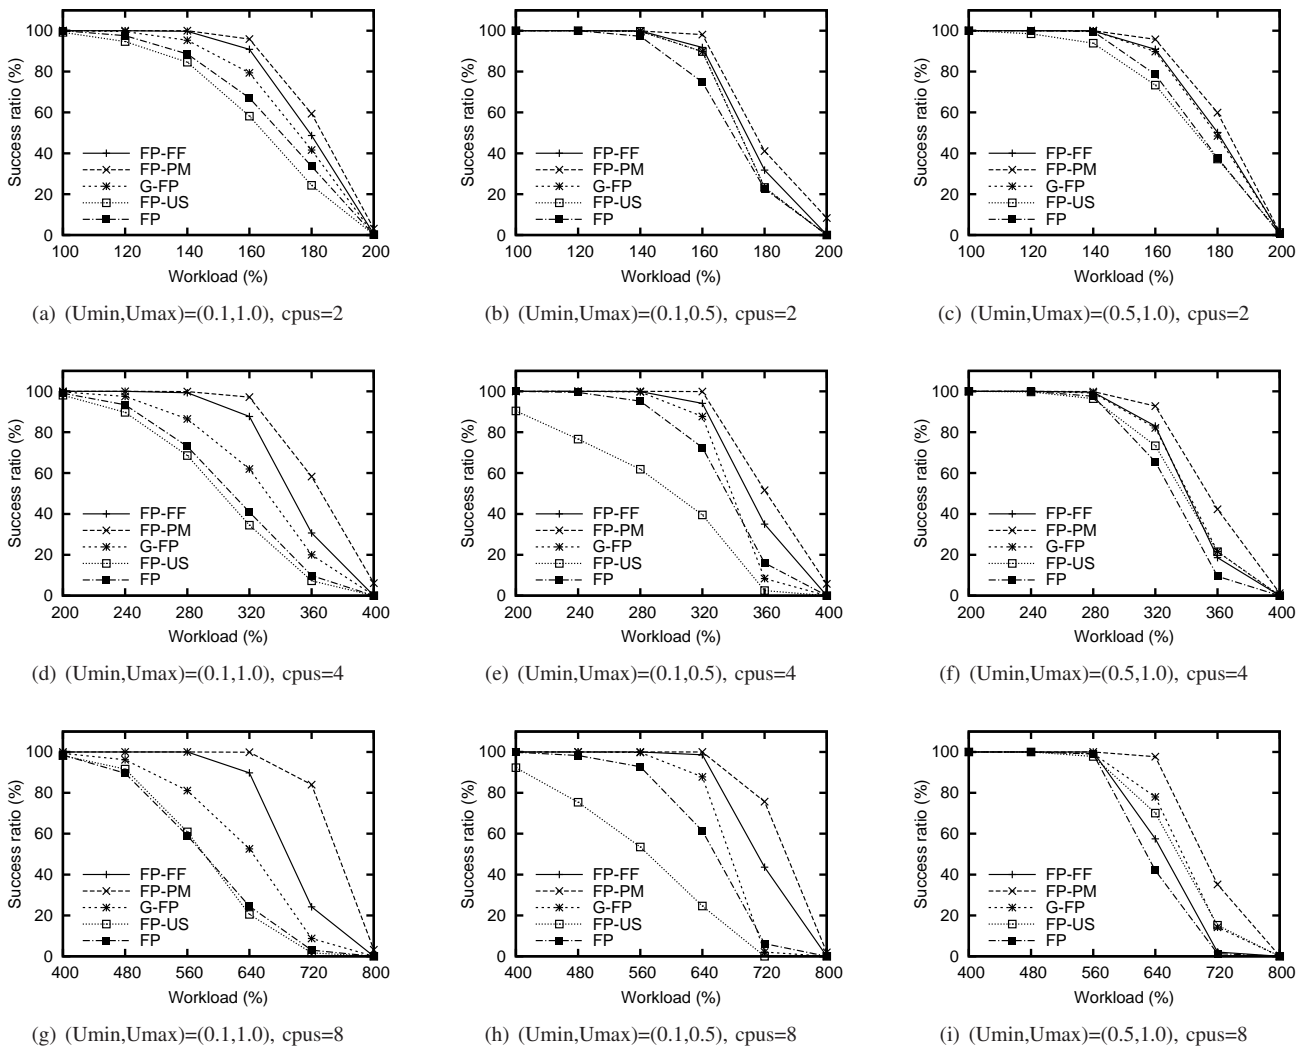 100
80
60
40
20
0
Success ratio (%)
FP-FF
FP-PM
G-FP
FP-US
FP
100 120 140 160 180 200
Workload (%)
(a) (Umin,Umax)=(0.1,1.0), cpus=2
100
80
60
40
20
0
Success ratio (%)
FP-FF
FP-PM
G-FP
FP-US
FP
100 120 140 160 180 200
Workload (%)
(b) (Umin,Umax)=(0.1,0.5), cpus=2
100
80
60
40
20
0
Success ratio (%)
FP-FF
FP-PM
G-FP
FP-US
FP
100 120 140 160 180 200
Workload (%)
(c) (Umin,Umax)=(0.5,1.0), cpus=2
100
80
60
40
20
0
Success ratio (%)
FP-FF
FP-PM
G-FP
FP-US
FP
200 240 280 320 360 400
Workload (%)
(d) (Umin,Umax)=(0.1,1.0), cpus=4
100
80
60
40
20
0
Success ratio (%)
FP-FF
FP-PM
G-FP
FP-US
FP
200 240 280 320 360 400
Workload (%)
(e) (Umin,Umax)=(0.1,0.5), cpus=4
100
80
60
40
20
0
Success ratio (%)
FP-FF
FP-PM
G-FP
FP-US
FP
200 240 280 320 360 400
Workload (%)
(f) (Umin,Umax)=(0.5,1.0), cpus=4
100
80
60
40
20
0
Success ratio (%)
FP-FF
FP-PM
G-FP
FP-US
FP
400 480 560 640 720 800
Workload (%)
(g) (Umin,Umax)=(0.1,1.0), cpus=8
100
80
60
40
20
0
Success ratio (%)
FP-FF
FP-PM
G-FP
FP-US
FP
400 480 560 640 720 800
Workload (%)
(h) (Umin,Umax)=(0.1,0.5), cpus=8
100
80
60
40
20
0
Success ratio (%)
FP-FF
FP-PM
G-FP
FP-US
FP
400 480 560 640 720 800
Workload (%)
(i) (Umin,Umax)=(0.5,1.0), cpus=8